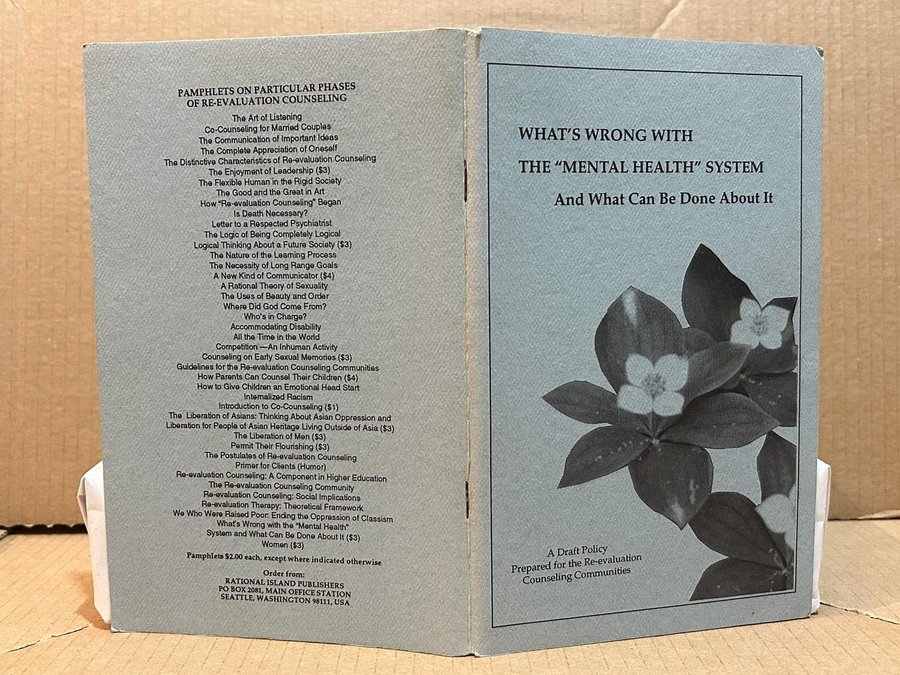 PAMPHLETS ON PARTICULAR PHASES
OF RE-EVALUATION COUNSELING
The Art of Listening
Co-Counseling for Married Couples
The Communication of Important Ideas
The Complete Appreciation of Oneself
The Distinctive Characteristics of Re-evaluation Counseling
The Enjoyment of Leadership ($3)
The Flexible Human in the Rigid Society
The Good and the Great in Art
How "Re-evaluation Counseling" Began
Is Death Necessary?
Letter to a Respected Psychiatrist
The Logic of Being Completely Logical
Logical Thinking About a Future Society ($3)
The Nature of the Learning Process
The Necessity of Long Range Goals
A New Kind of Communicator ($4)
A Rational Theory of Sexuality
The Uses of Beauty and Order
Where Did God Come From?
Who's in Charge?
Accommodating Disability
All the Time in the World
Competition —An Inhuman Activity
Counseling on Early Sexual Memories ($3)
Guidelines for the Re-evaluation Counseling Communities
How Parents Can Counsel Their Children ($4)
How to Give Children an Emotional Head Start
Internalized Racism
Introduction to Co-Counseling ($1)
The Liberation of Asians: Thinking About Asian Oppression and
Liberation for People of Asian Heritage Living Outside of Asia ($3)
The Liberation of Men ($3)
Permit Their Flourishing ($3)
The Postulates of Re-evaluation Counseling
Primer for Clients (Humor)
Re-evaluation Counseling: A Component in Higher Education
The Re-evaluation Counseling Community
Re-evaluation Counseling: Social Implications
Re-evaluation Therapy: Theoretical Framework
We Who Were Raised Poor: Ending the Oppression of Classism
What's Wrong with the "Mental Health"
System and What Can Be Done About It ($3)
Women ($3)
Pamphlets $2.00 each, except where indicated otherwise
Order from:
RATIONAL ISLAND PUBLISHERS
PO BOX 2081, MAIN OFFICE STATION
SEATTLE, WASHINGTON 98111, USA
WHAT'S WRONG WITH
THE "MENTAL HEALTH" SYSTEM
And What Can Be Done About It
A Draft Policy
Prepared for the Re-evaluation
Counseling Communities